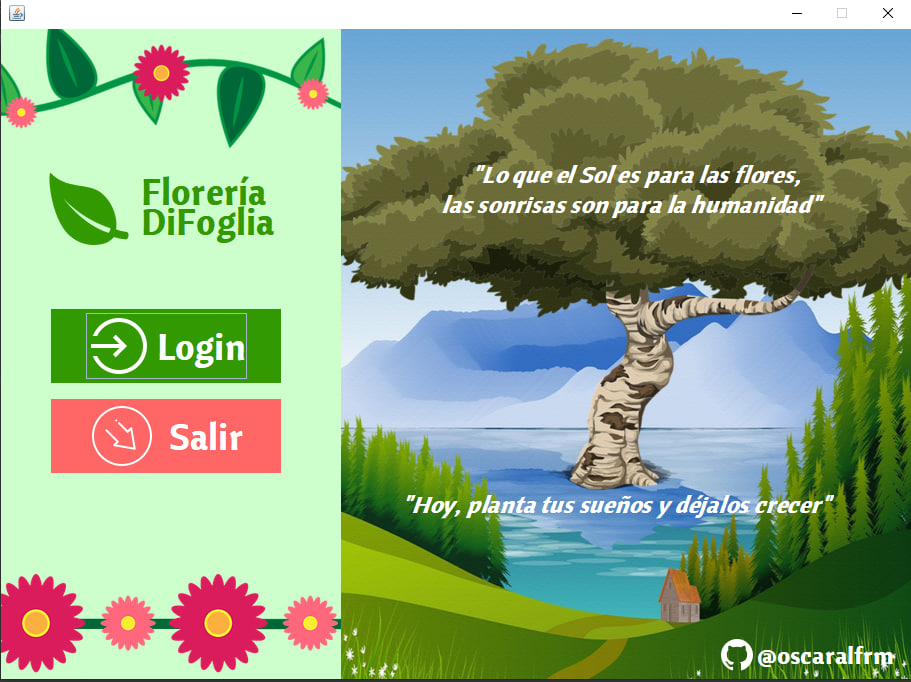 Florería
DiFoglia
Login
Salir
"Lo que el Sol es para las flores,
las sonrisas son para la humanidad"
"Hoy, planta tus sueños y déjalos crecer"
@oscaralfrm